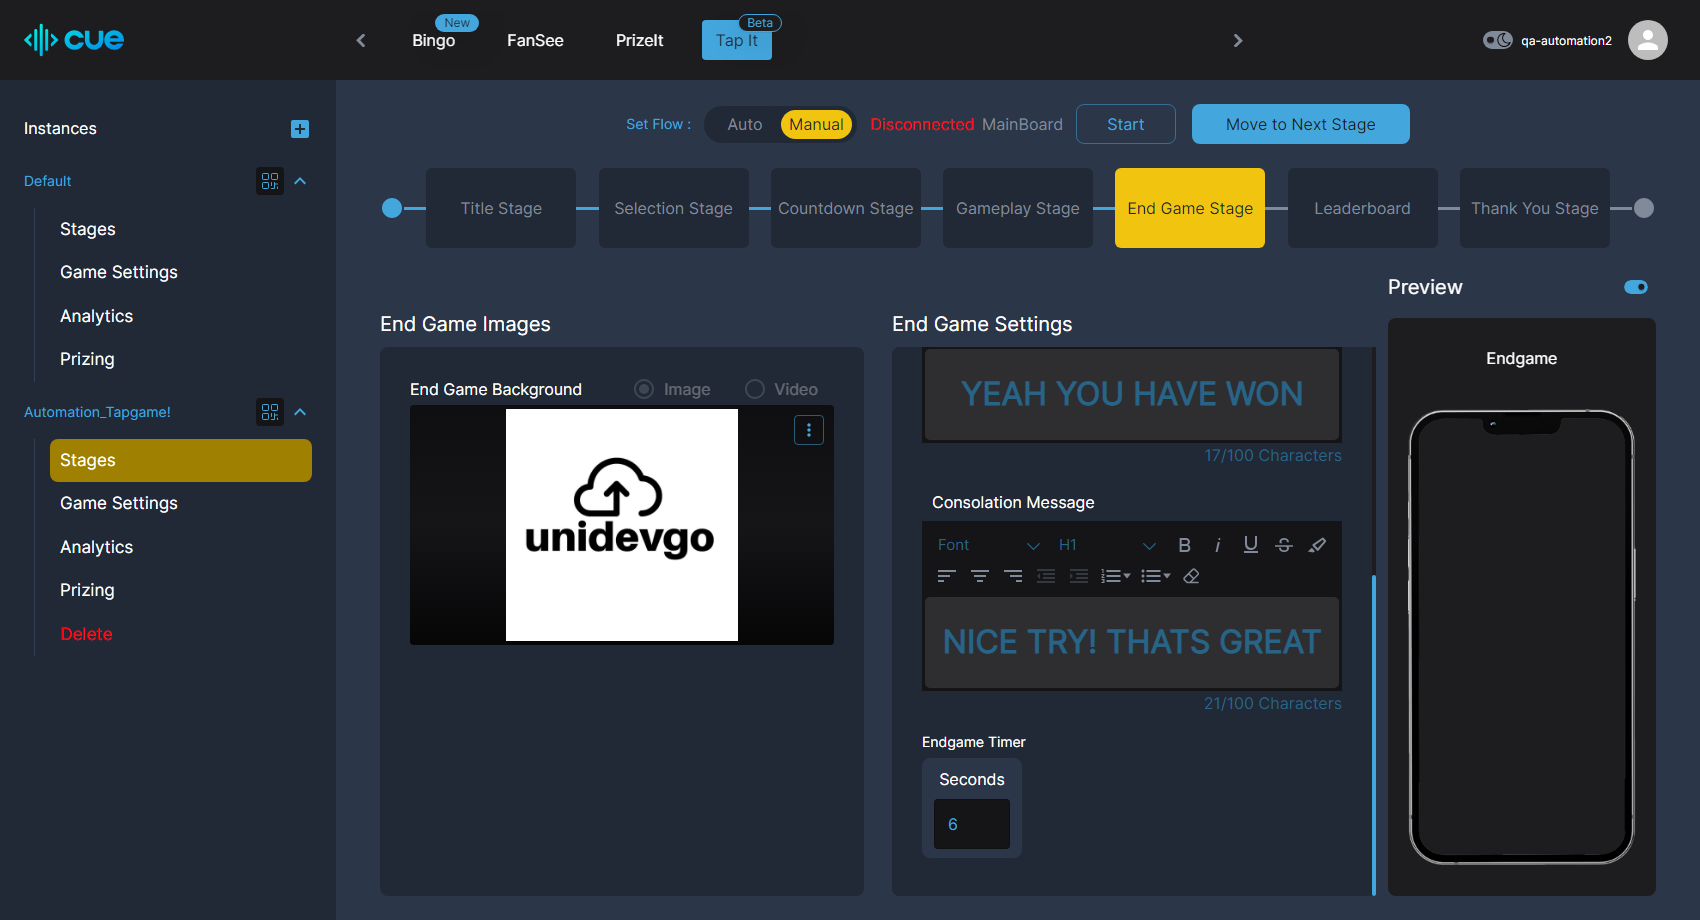 cue
New
Bingo
FanSee
PrizeIt
Beta
Tap It
qa-automation2
Instances
Default
Stages
Game Settings
Analytics
Prizing
Automation_Tapgame!
Stages
Game Settings
Analytics
Prizing
Delete
Set Flow :
Auto
Manual
Disconnected MainBoard
Start
Move to Next Stage
Title Stage
Selection Stage
Countdown Stage
Gameplay Stage
End Game Stage
Leaderboard
Thank You Stage
End Game Images
End Game Background
Image
Video
unidevgo
End Game Settings
YEAH YOU HAVE WON
17/100 Characters
Consolation Message
Font
H1
B
i
U
S
NICE TRY! THATS GREAT
21/100 Characters
Endgame Timer
Seconds
6
Preview
Endgame